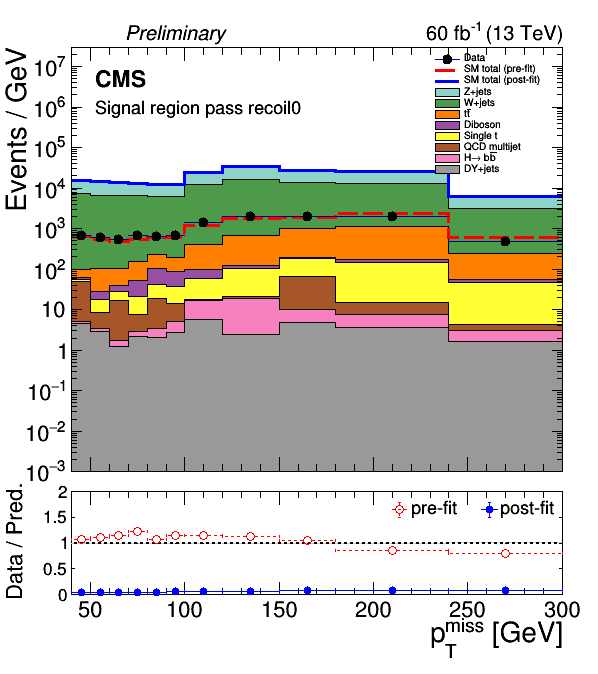 Preliminary 60 fb⁻¹ (13 TeV)
CMS
Signal region pass recoil0
Data
SM total (pre-fit)
SM total (post-fit)
Z+jets
W+jets
tt̅
Diboson
Single t
QCD multijet
H→ bb̅
DY+jets
Events / GeV
10⁷
10⁶
10⁵
10⁴
10³
10²
10
1
10⁻¹
10⁻²
10⁻³
pre-fit post-fit
Data / Pred.
2
1.5
1
0.5
0
50 100 150 200 250 300
p_T^miss [GeV]